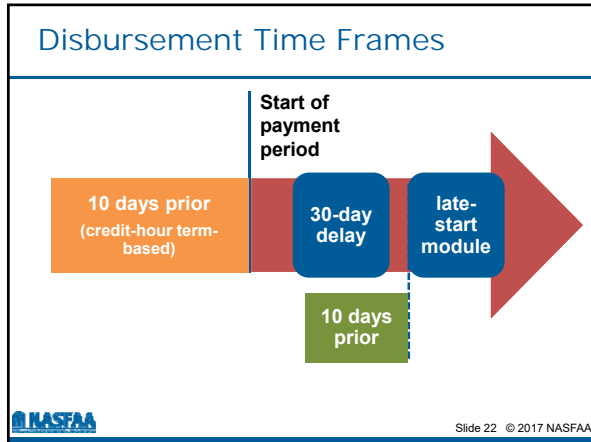 Disbursement Time Frames
Start of
payment
period
10 days prior
(credit-hour term-
based)
30-day
delay
late-
start
module
10 days
prior
NASFAA
Slide 22 © 2017 NASFAA